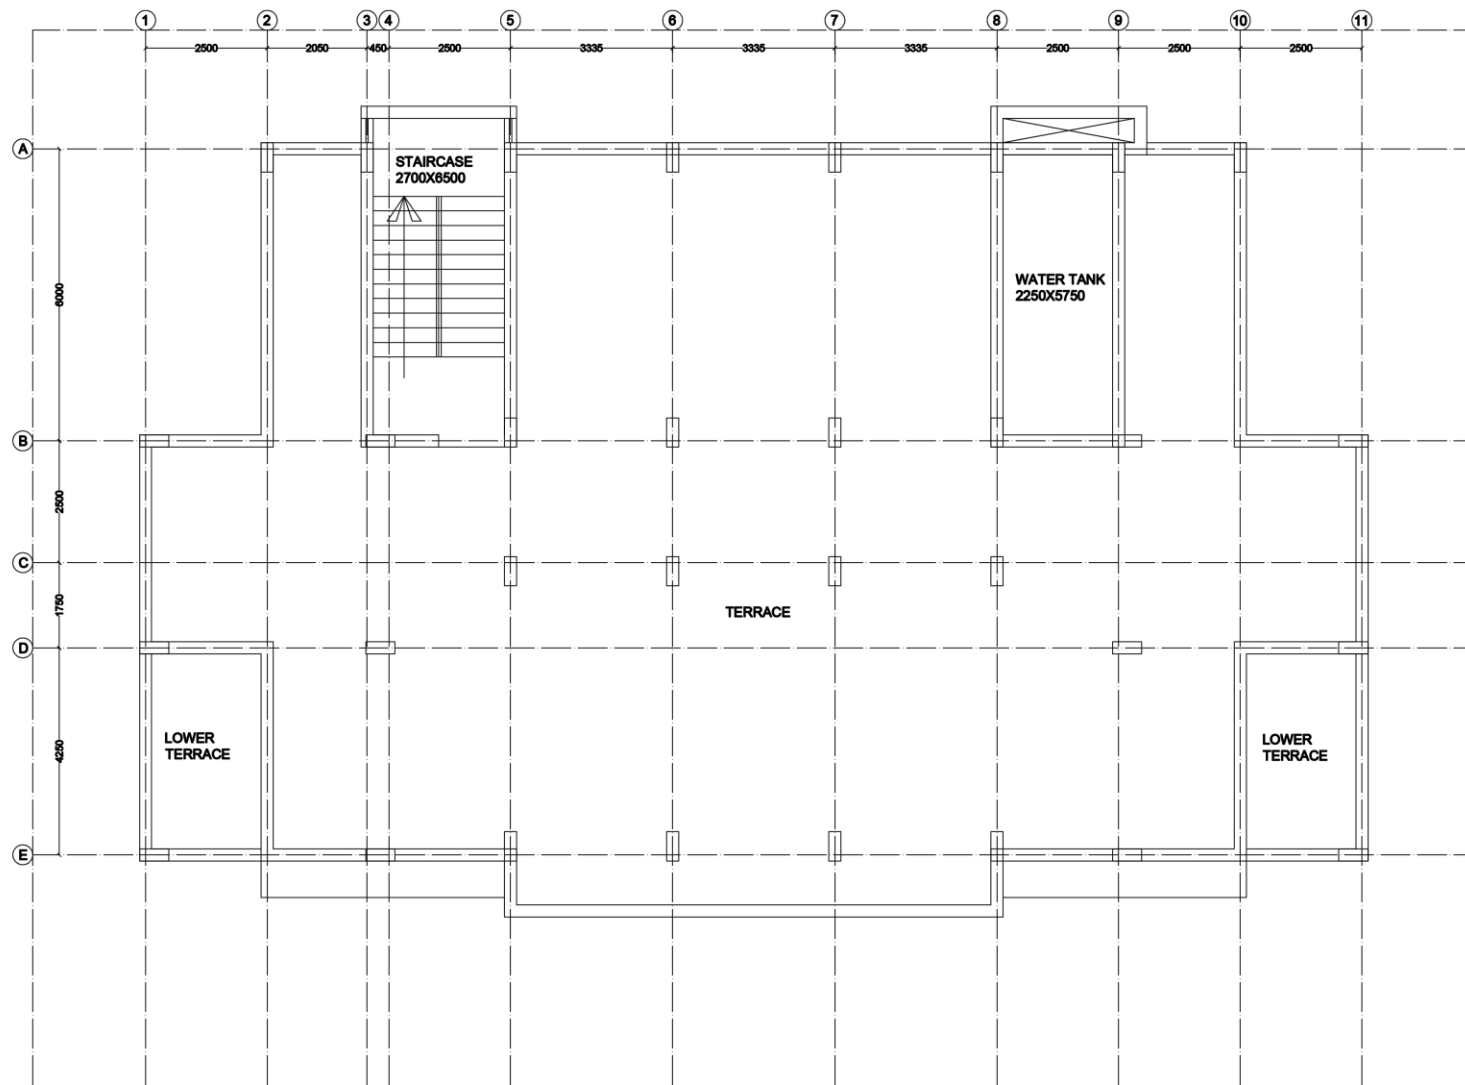 1 2 3 4 5 6 7 8 9 10 11
2500 2050 450 2500 3335 3335 3335 2500 2500 2500
A
STAIRCASE
2700X6500
6000
WATER TANK
2250X5750
B
2500
C
1750
TERRACE
D
LOWER
TERRACE
4250
LOWER
TERRACE
E